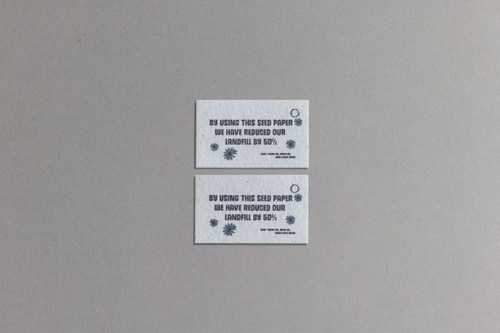 BY USING THIS SEED PAPER
WE HAVE REDUCED OUR
LANDFILL BY 50%
BY USING THIS SEED PAPER
WE HAVE REDUCED OUR
LANDFILL BY 50%